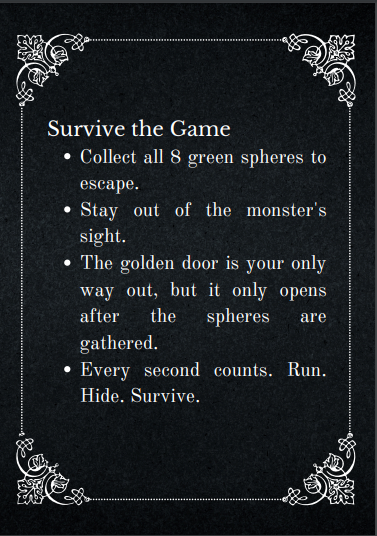 Survive the Game
• Collect all 8 green spheres to
escape.
• Stay out of the monster's
sight.
• The golden door is your only
way out, but it only opens
after the spheres are
gathered.
• Every second counts. Run.
Hide. Survive.